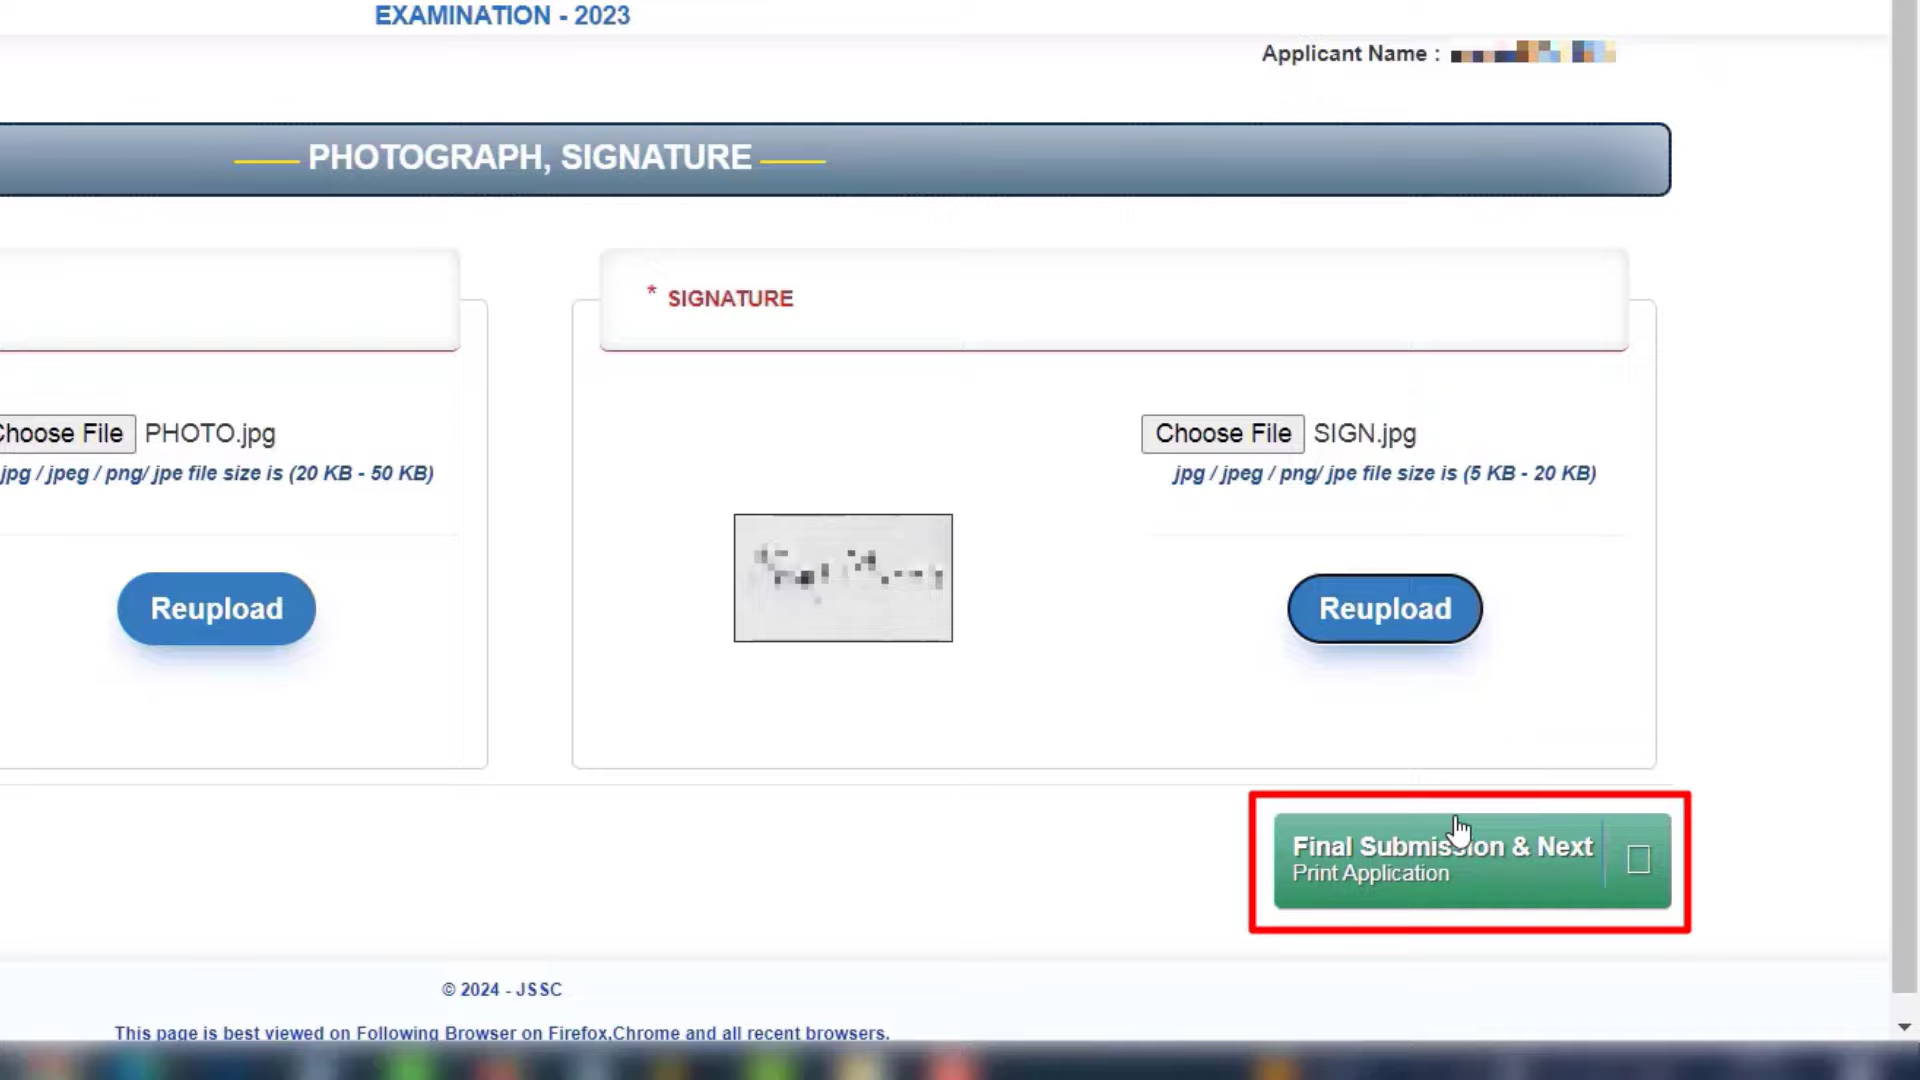 EXAMINATION - 2023
Applicant Name :
PHOTOGRAPH, SIGNATURE
* SIGNATURE
Choose File PHOTO.jpg
Choose File SIGN.jpg
jpg / jpeg / png/ jpe file size is (20 KB - 50 KB)
jpg / jpeg / png/ jpe file size is (5 KB - 20 KB)
Reupload
Reupload
Final Submission & Next
Print Application
© 2024 - JSSC
This page is best viewed on Following Browser on Firefox,Chrome and all recent browsers.